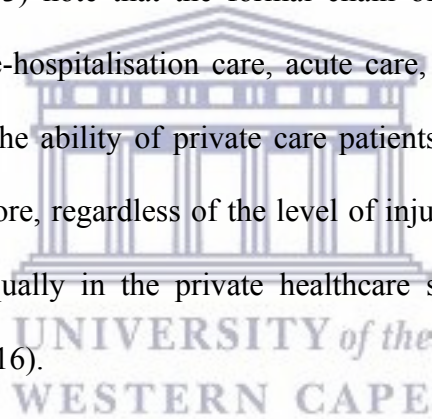 3) note that the formal chain of
e-hospitalisation care, acute care,
he ability of private care patients
ore, regardless of the level of inju
qually in the private healthcare s
UNIVERSITY of the
16).
WESTERN CAPE